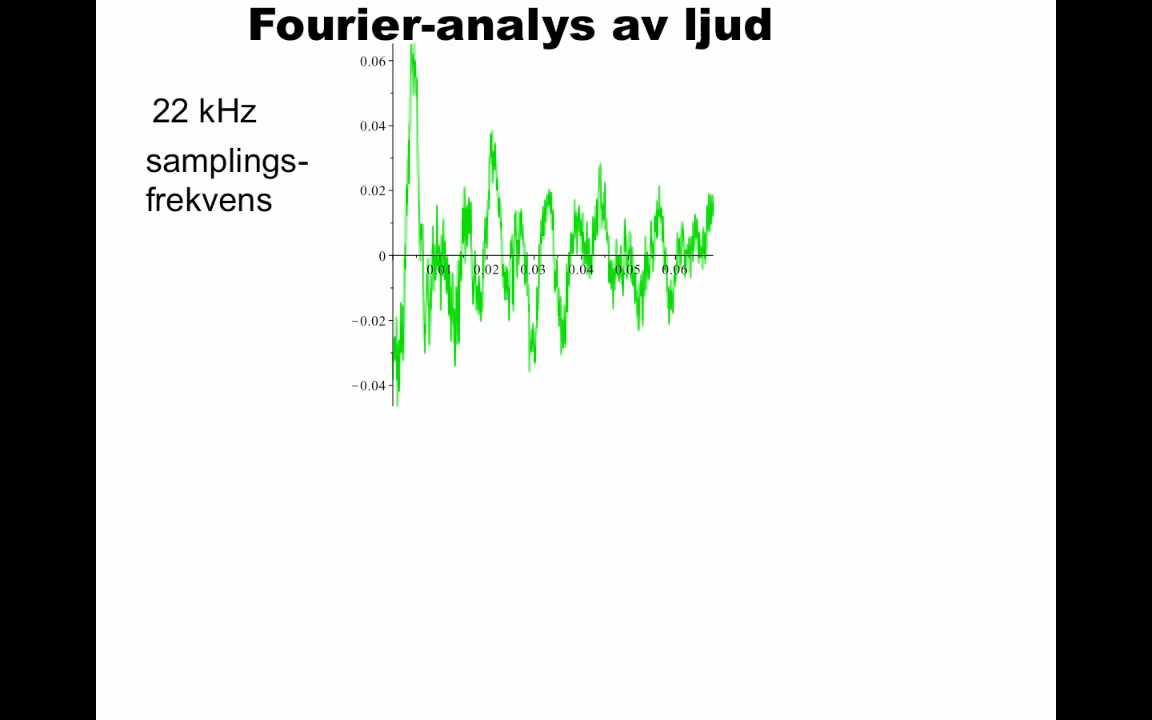 Fourier-analys av ljud
22 kHz
samplings-
frekvens
0.06
0.04
0.02
0
−0.02
−0.04
0.01 0.02 0.03 0.04 0.05 0.06